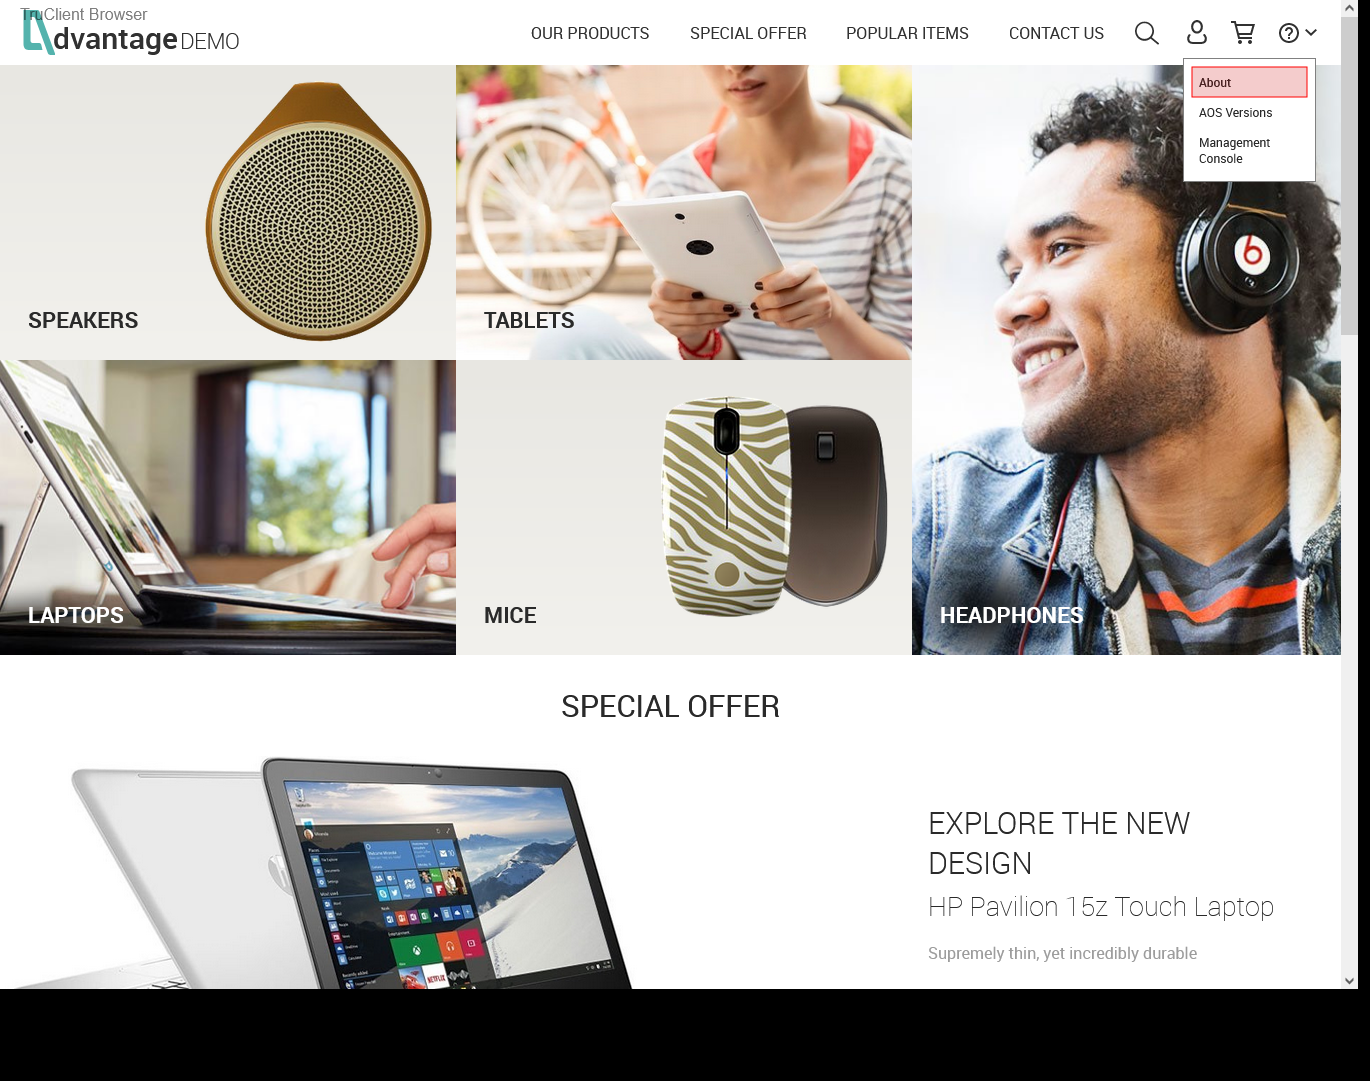 TruClient Browser
dvantage DEMO
OUR PRODUCTS
SPECIAL OFFER
POPULAR ITEMS
CONTACT US
About
AOS Versions
Management
Console
SPEAKERS
TABLETS
LAPTOPS
MICE
HEADPHONES
SPECIAL OFFER
EXPLORE THE NEW
DESIGN
HP Pavilion 15z Touch Laptop
Supremely thin, yet incredibly durable
NETFLIX